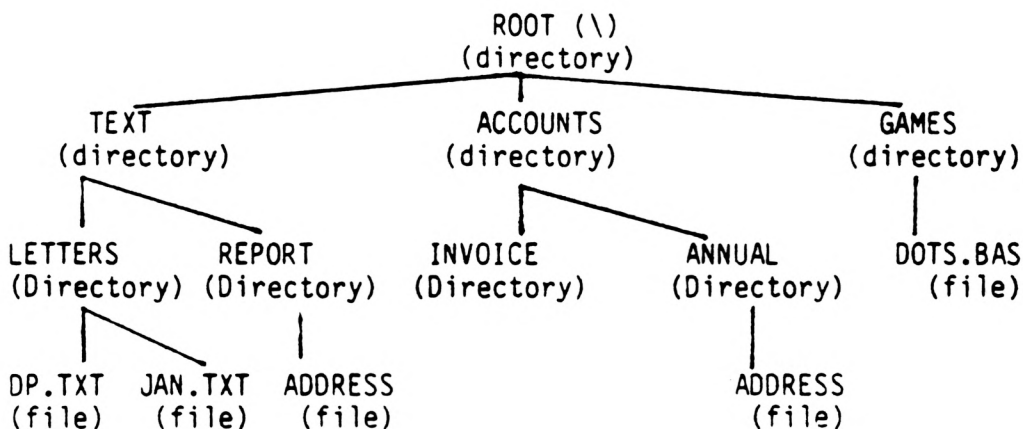 ROOT (\)
(directory)
TEXT ACCOUNTS GAMES
(directory) (directory) (directory)
LETTERS REPORT INVOICE ANNUAL DOTS.BAS
(Directory) (Directory) (Directory) (Directory) (file)
DP.TXT JAN.TXT ADDRESS ADDRESS
(file) (file) (file) (file)